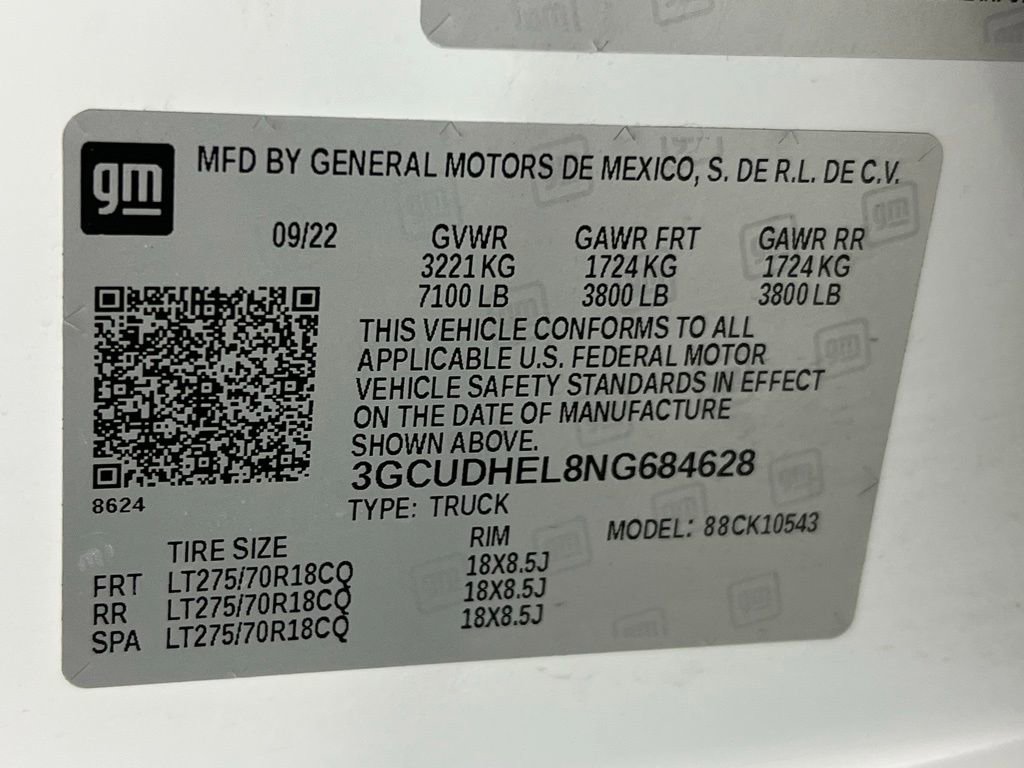 gm
MFD BY GENERAL MOTORS DE MEXICO, S. DE R.L. DE C.V.
09/22 GVWR GAWR FRT GAWR RR
3221 KG 1724 KG 1724 KG
7100 LB 3800 LB 3800 LB
THIS VEHICLE CONFORMS TO ALL
APPLICABLE U.S. FEDERAL MOTOR
VEHICLE SAFETY STANDARDS IN EFFECT
ON THE DATE OF MANUFACTURE
SHOWN ABOVE.
3GCUDHEL8NG684628
8624
TYPE: TRUCK
MODEL: 88CK10543
TIRE SIZE RIM
FRT LT275/70R18CQ 18X8.5J
RR LT275/70R18CQ 18X8.5J
SPA LT275/70R18CQ 18X8.5J